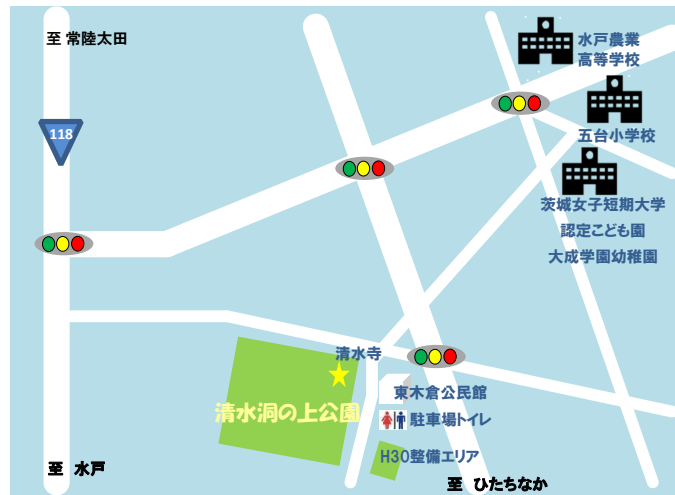 至 常陸太田
水戸農業
高等学校
118
五台小学校
茨城女子短期大学
認定こども園
大成学園幼稚園
清水寺
東木倉公民館
清水洞の上公園
駐車場トイレ
H30整備エリア
至 水戸
至 ひたちなか